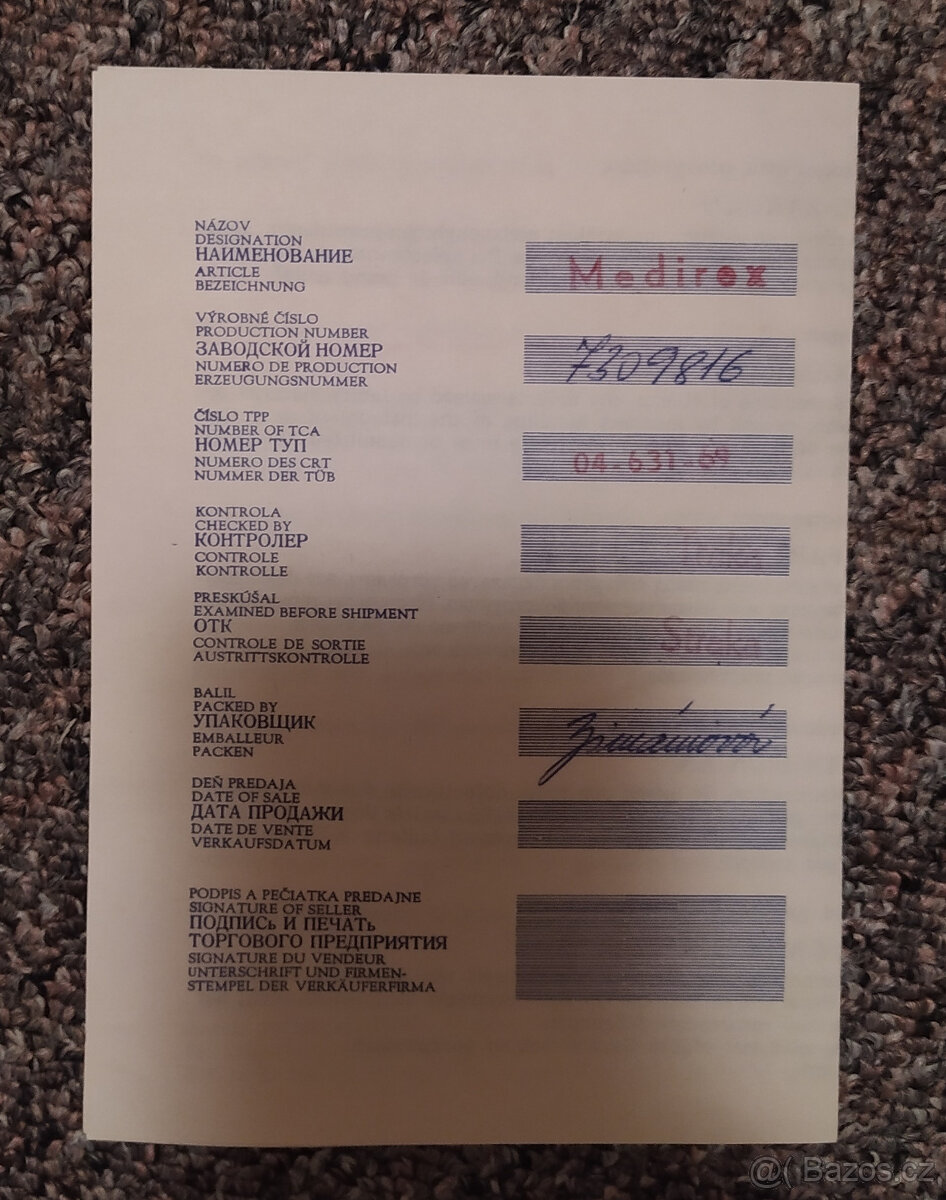 NÁZOV
DESIGNATION
НАИМЕНОВАНИЕ
ARTICLE
BEZEICHNUNG
Medirex
VÝROBNÉ ČÍSLO
PRODUCTION NUMBER
ЗАВОДСКОЙ НОМЕР
NUMERO DE PRODUCTION
ERZEUGUNGSNUMMER
7309816
ČÍSLO TPP
NUMBER OF TCA
НОМЕР ТУП
NUMERO DES CRT
NUMMER DER TÜB
04-631-69
KONTROLA
CHECKED BY
КОНТРОЛЕР
CONTROLE
KONTROLLE
PRESKÚŠAL
EXAMINED BEFORE SHIPMENT
ОТК
CONTROLE DE SORTIE
AUSTRITTSKONTROLLE
BALIL
PACKED BY
УПАКОВЩИК
EMBALLEUR
PACKEN
DEŇ PREDAJA
DATE OF SALE
ДАТА ПРОДАЖИ
DATE DE VENTE
VERKAUFSDATUM
PODPIS A PEČIATKA PREDAJNE
SIGNATURE OF SELLER
ПОДПИСЬ И ПЕЧАТЬ
ТОРГОВОГО ПРЕДПРИЯТИЯ
SIGNATURE DU VENDEUR
UNTERSCHRIFT UND FIRMEN-
STEMPEL DER VERKÄUFERFIRMA
@( Bazos.cz